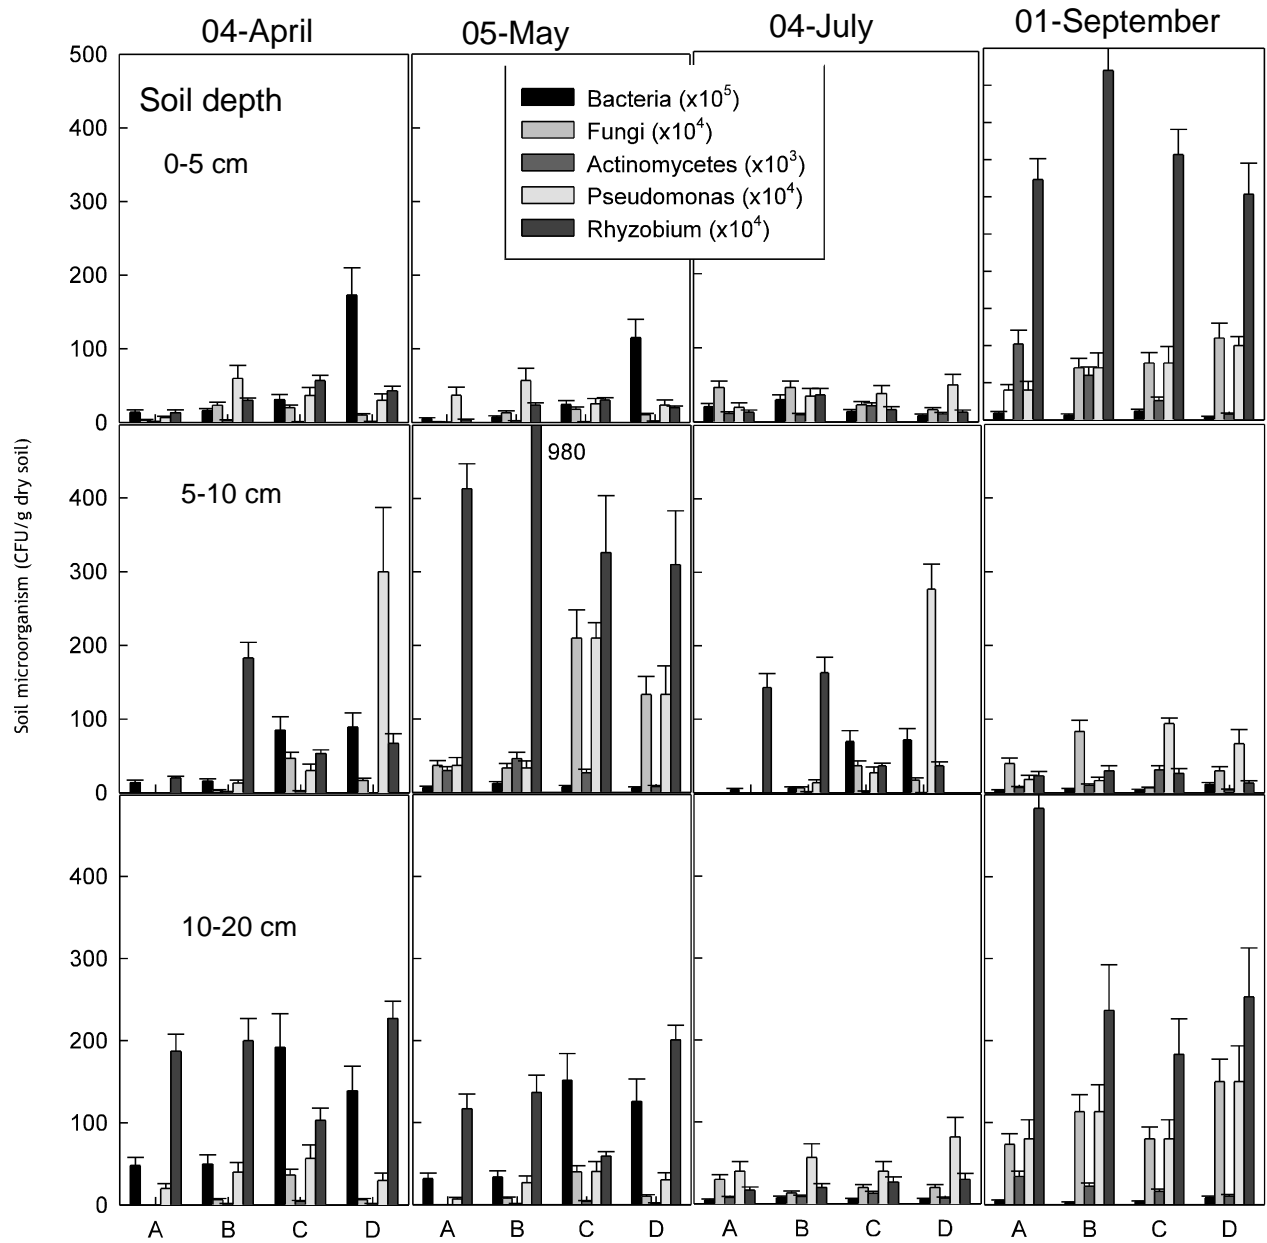 04-April 05-May 04-July 01-September
500
Soil depth
Bacteria (x10⁵)
400
Fungi (x10⁴)
0-5 cm
Actinomycetes (x10³)
300
Pseudomonas (x10⁴)
200
Rhyzobium (x10⁴)
100
0
Soil microorganism (CFU/g dry soil)
980
5-10 cm
400
300
200
100
0
400
10-20 cm
300
200
100
0
A B C D A B C D A B C D A B C D